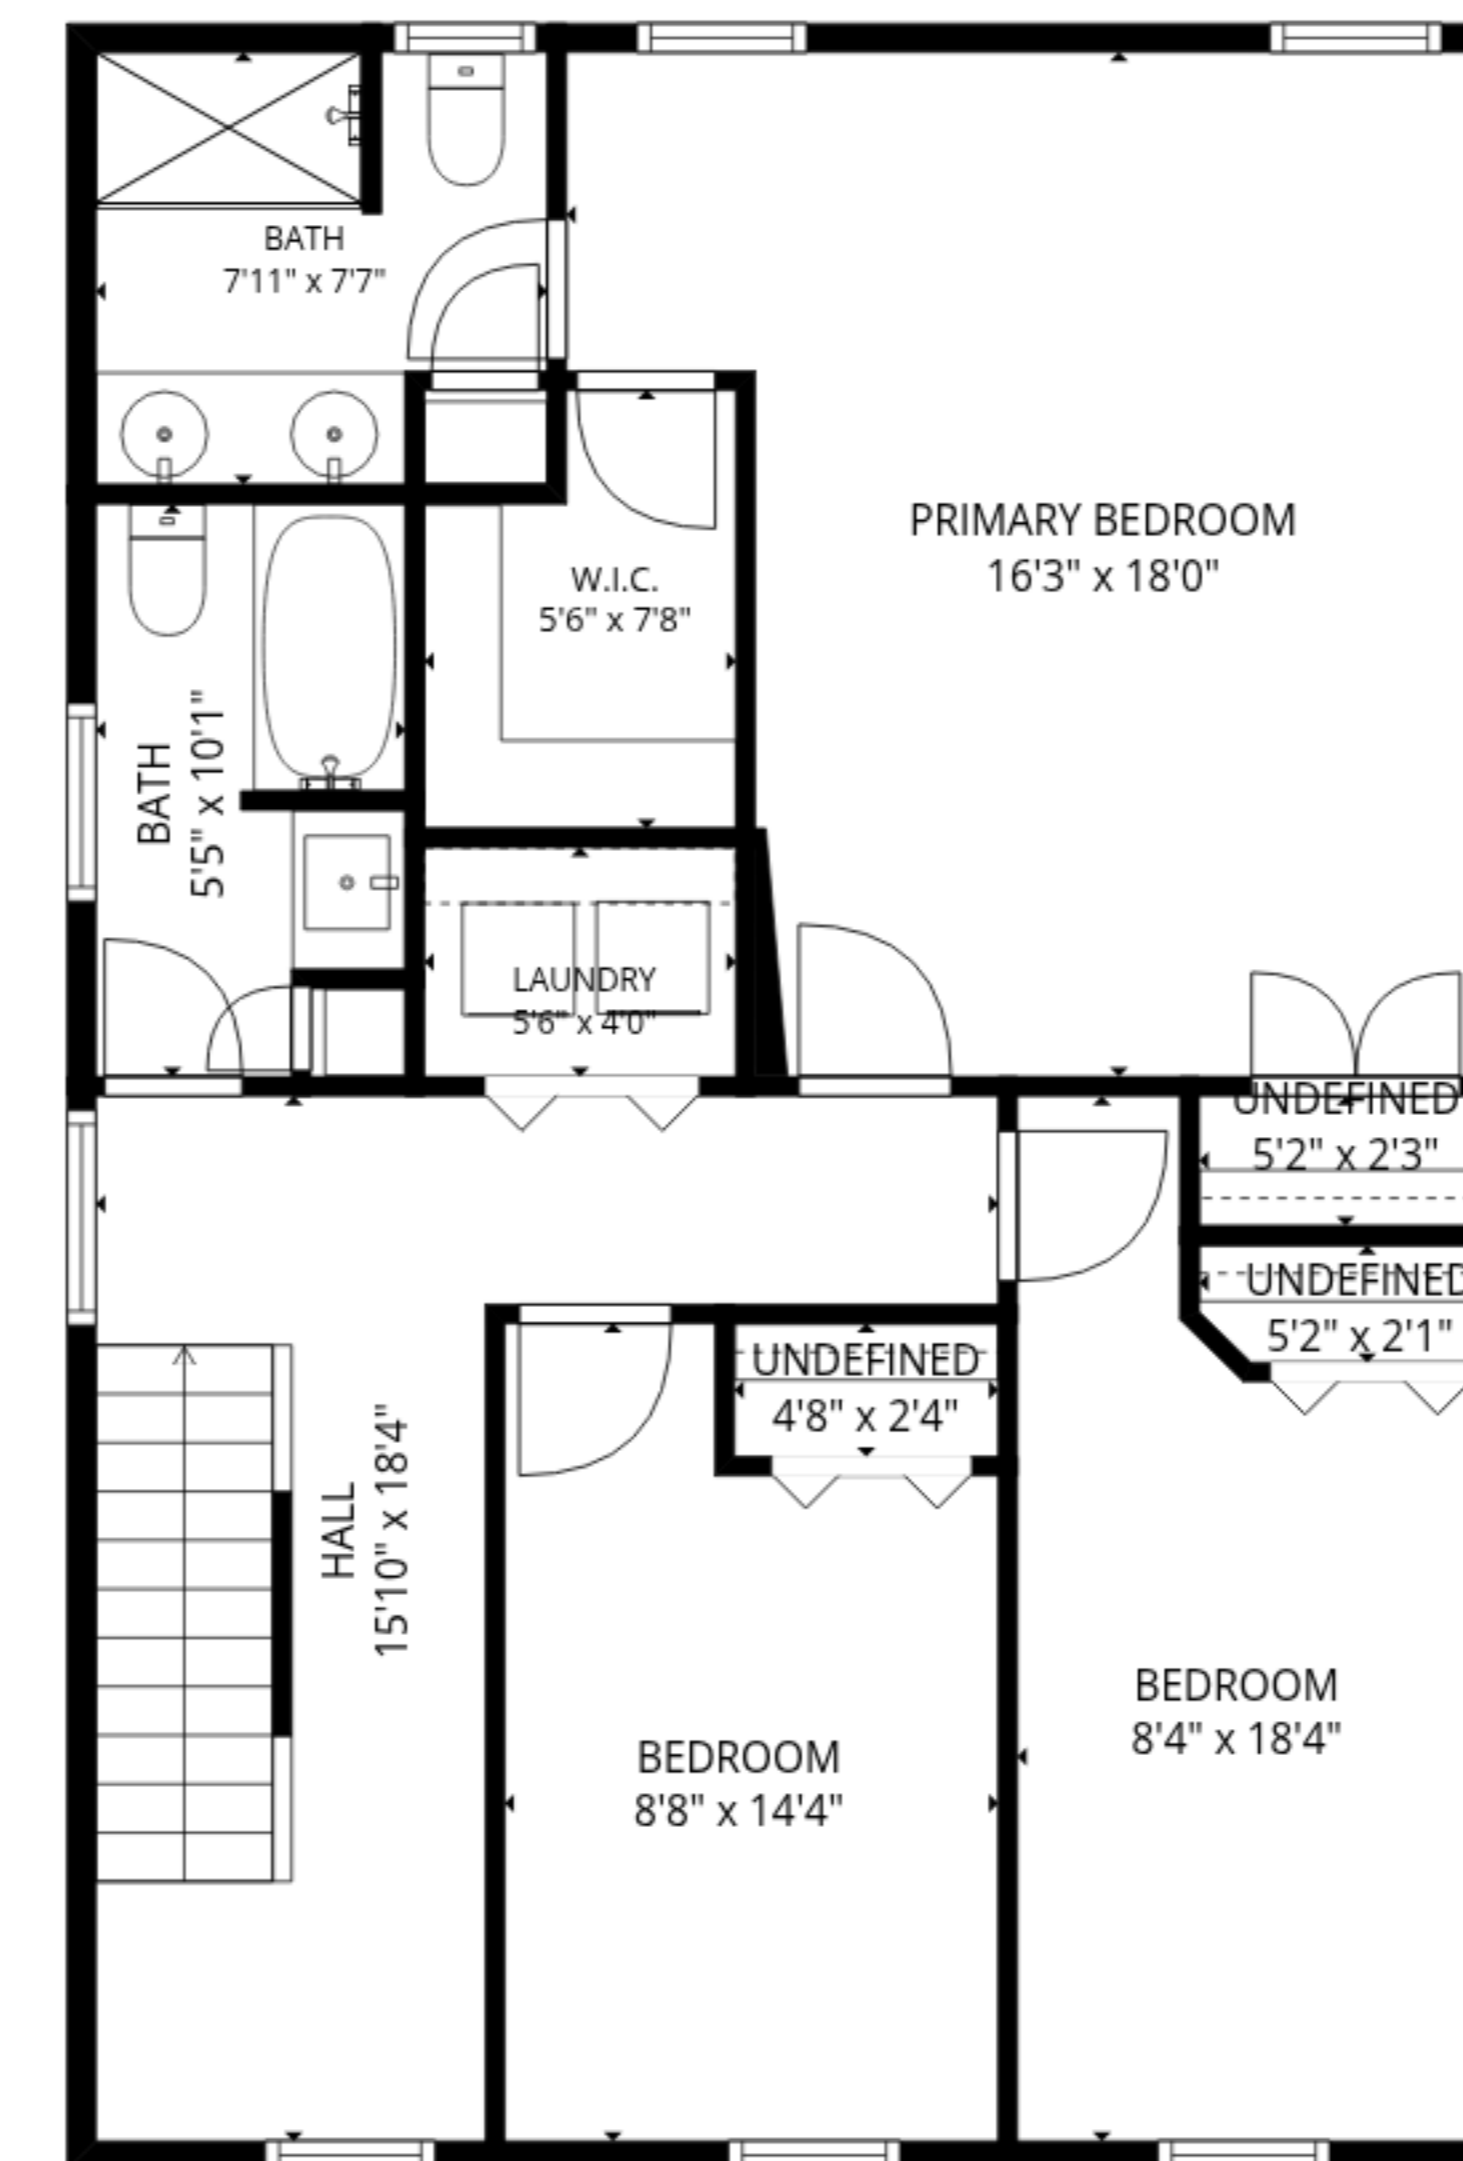 BATH
7'11" x 7'7"
PRIMARY BEDROOM
16'3" x 18'0"
W.I.C.
5'6" x 7'8"
BATH
5'5" x 10'1"
LAUNDRY
5'6" x 4'0"
UNDEFINED
5'2" x 2'3"
UNDEFINED
5'2" x 2'1"
UNDEFINED
4'8" x 2'4"
HALL
15'10" x 18'4"
BEDROOM
8'4" x 18'4"
BEDROOM
8'8" x 14'4"